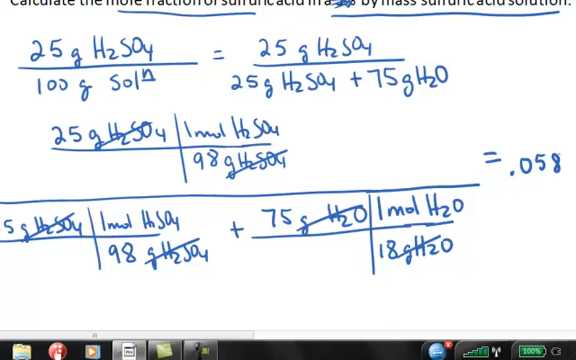 Calculate the mole fraction of sulfuric acid in a 25% by mass sulfuric acid solution.
25 g H₂SO₄ = 25 g H₂SO₄
100 g Solⁿ 25 g H₂SO₄ + 75 g H₂O
25 g H₂SO₄ 1 mol H₂SO₄
98 g H₂SO₄
= .058
5 g H₂SO₄ 1 mol H₂SO₄ + 75 g H₂O 1 mol H₂O
98 g H₂SO₄ 18 g H₂O
100%